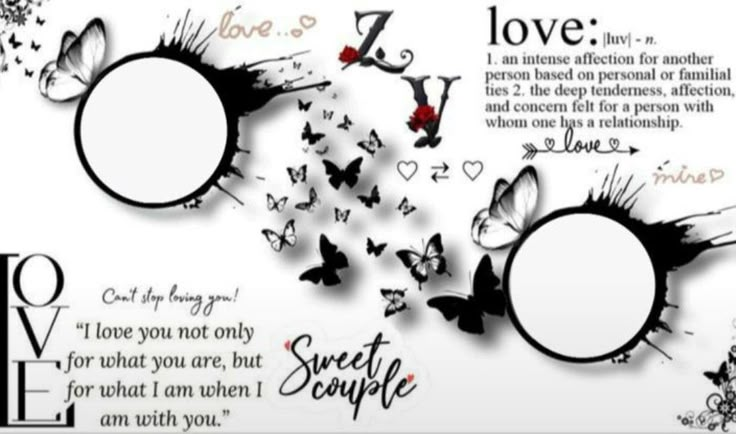 love...
Z
V
love: |luv| - n.
1. an intense affection for another
person based on personal or familial
ties 2. the deep tenderness, affection,
and concern felt for a person with
whom one has a relationship.
love
mine
LOVE
Can't stop loving you!
"I love you not only
for what you are, but
for what I am when I
am with you."
Sweet
couple